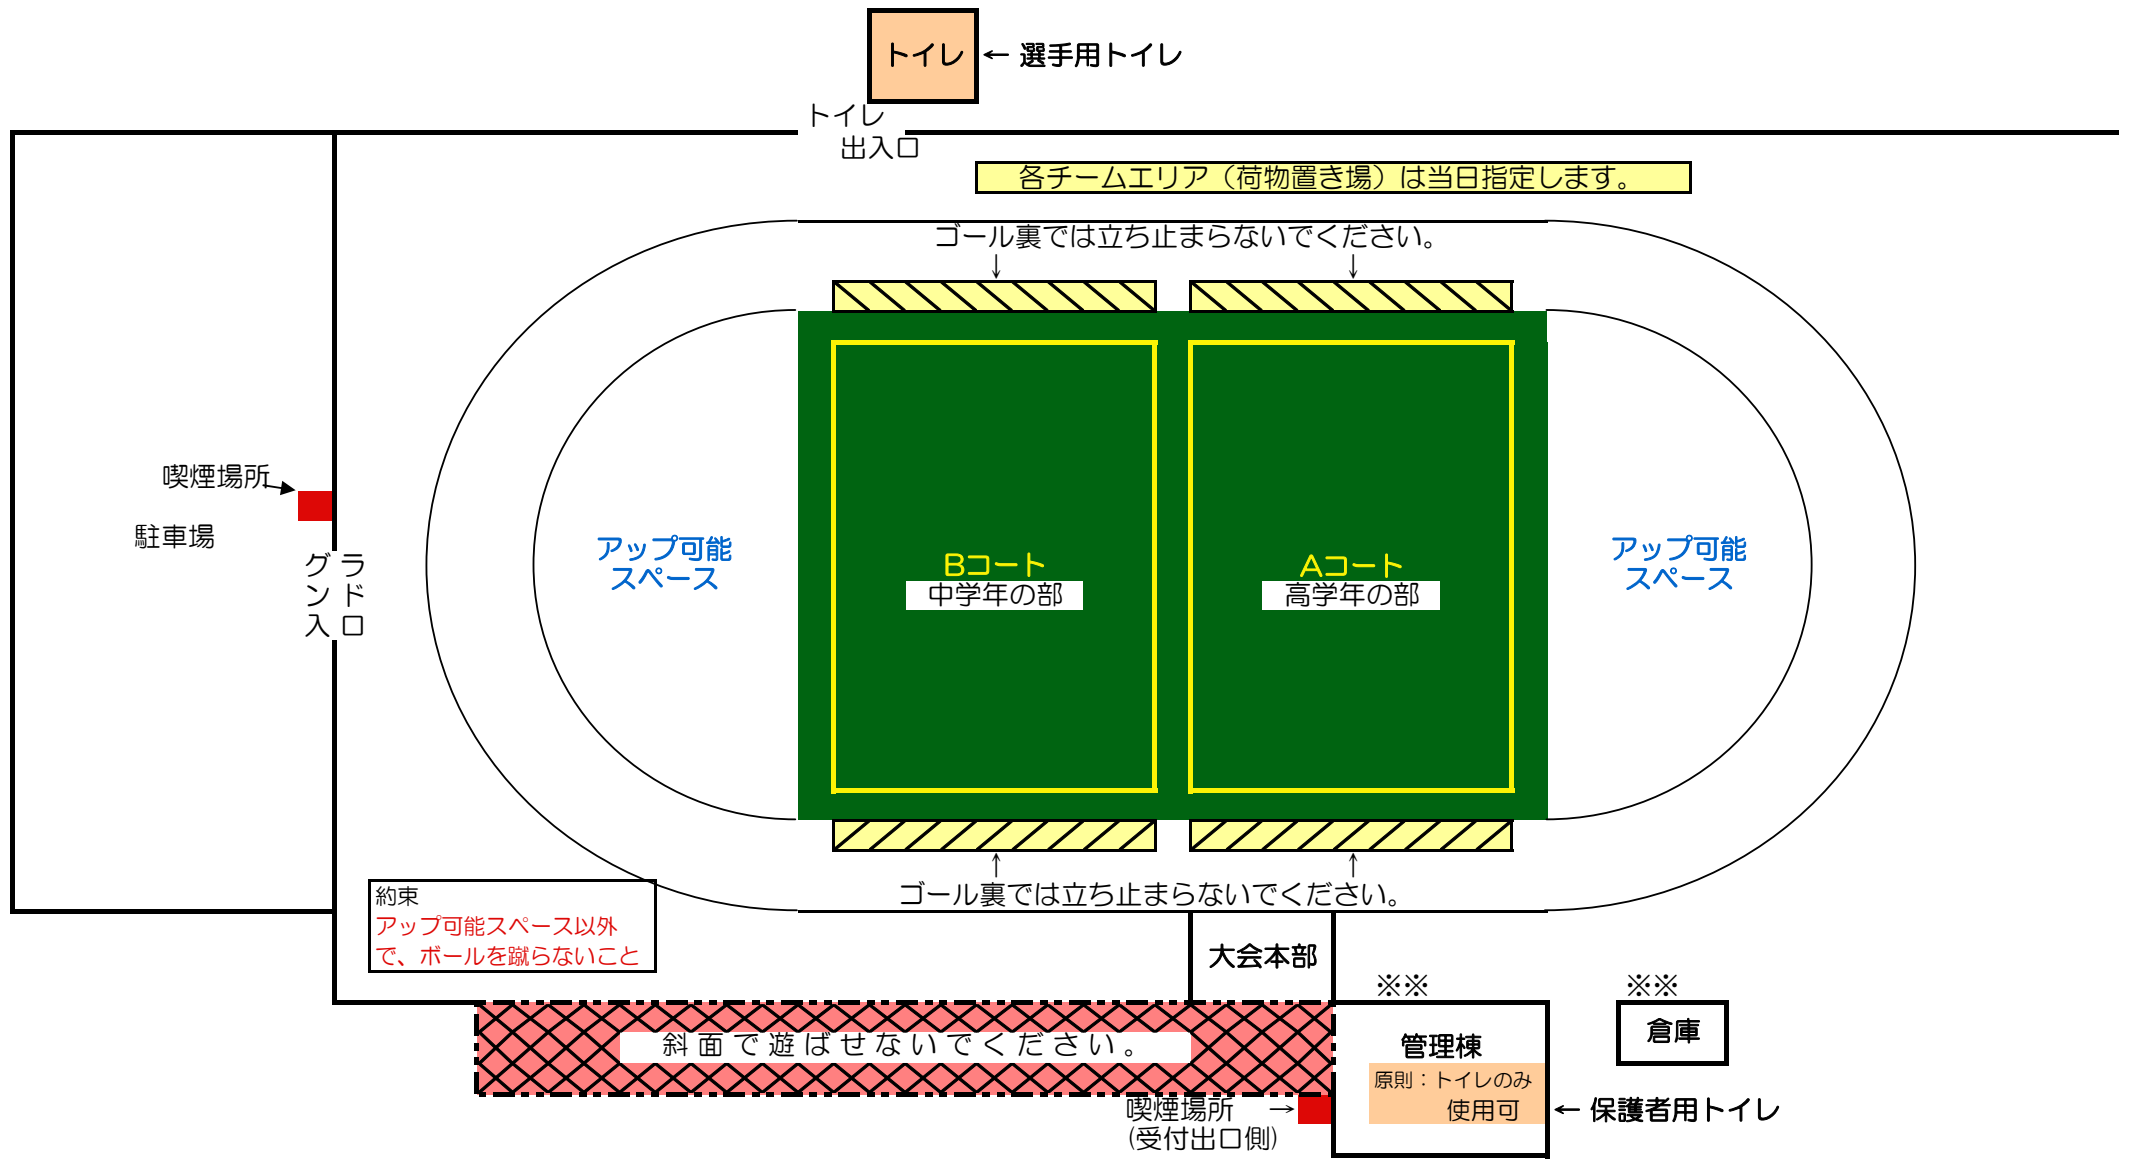 トイレ
← 選手用トイレ
トイレ
出入口
各チームエリア（荷物置き場）は当日指定します。
ゴール裏では立ち止まらないでください。
↓
↓
喫煙場所
駐車場
グラ
ンド
入口
アップ可能
スペース
Bコート
中学年の部
Aコート
高学年の部
アップ可能
スペース
↑
↑
ゴール裏では立ち止まらないでください。
約束
アップ可能スペース以外
で、ボールを蹴らないこと
大会本部
※※
※※
斜面で遊ばせないでください。
管理棟
倉庫
原則：トイレのみ
使用可
← 保護者用トイレ
喫煙場所 →
(受付出口側)